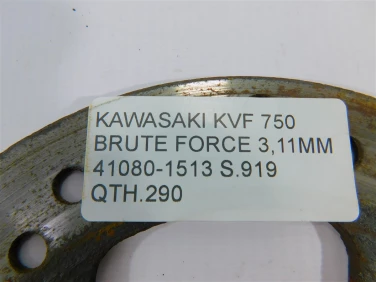 KAWASAKI KVF 750
BRUTE FORCE 3,11MM
41080-1513 S.919
QTH.290